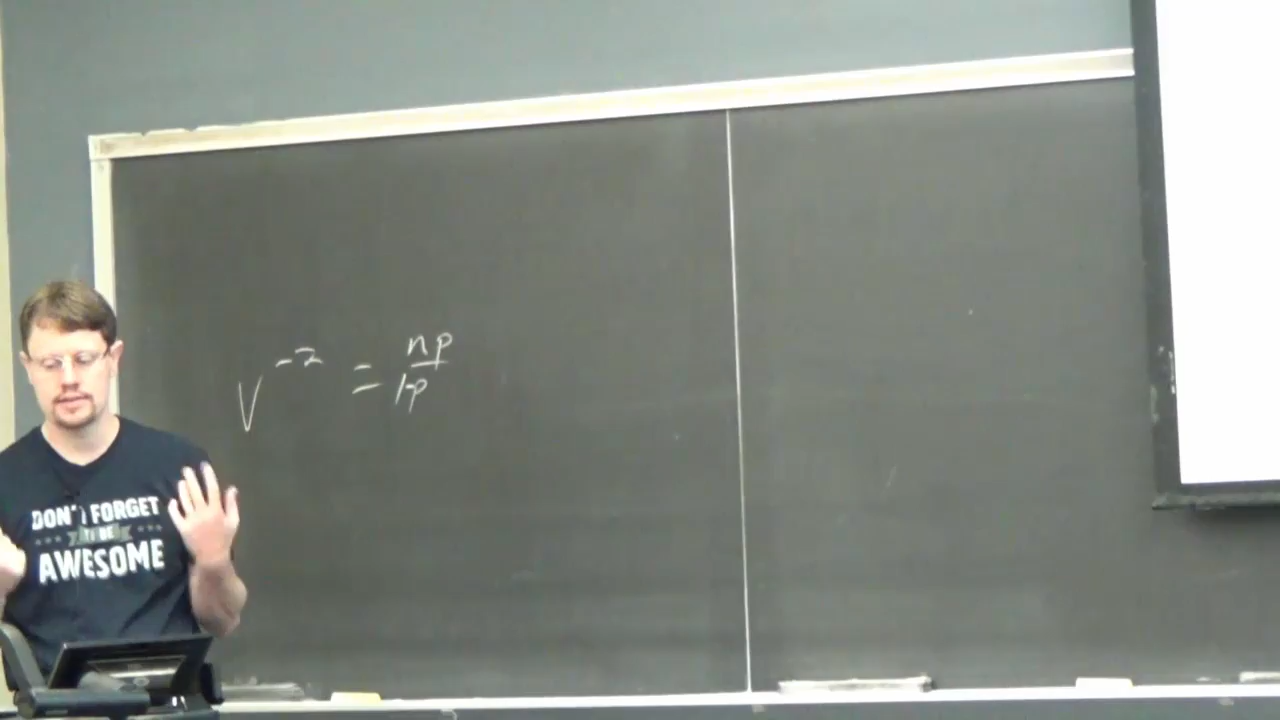 V⁻² = np/1-p
DON'T FORGET
TO BE
AWESOME